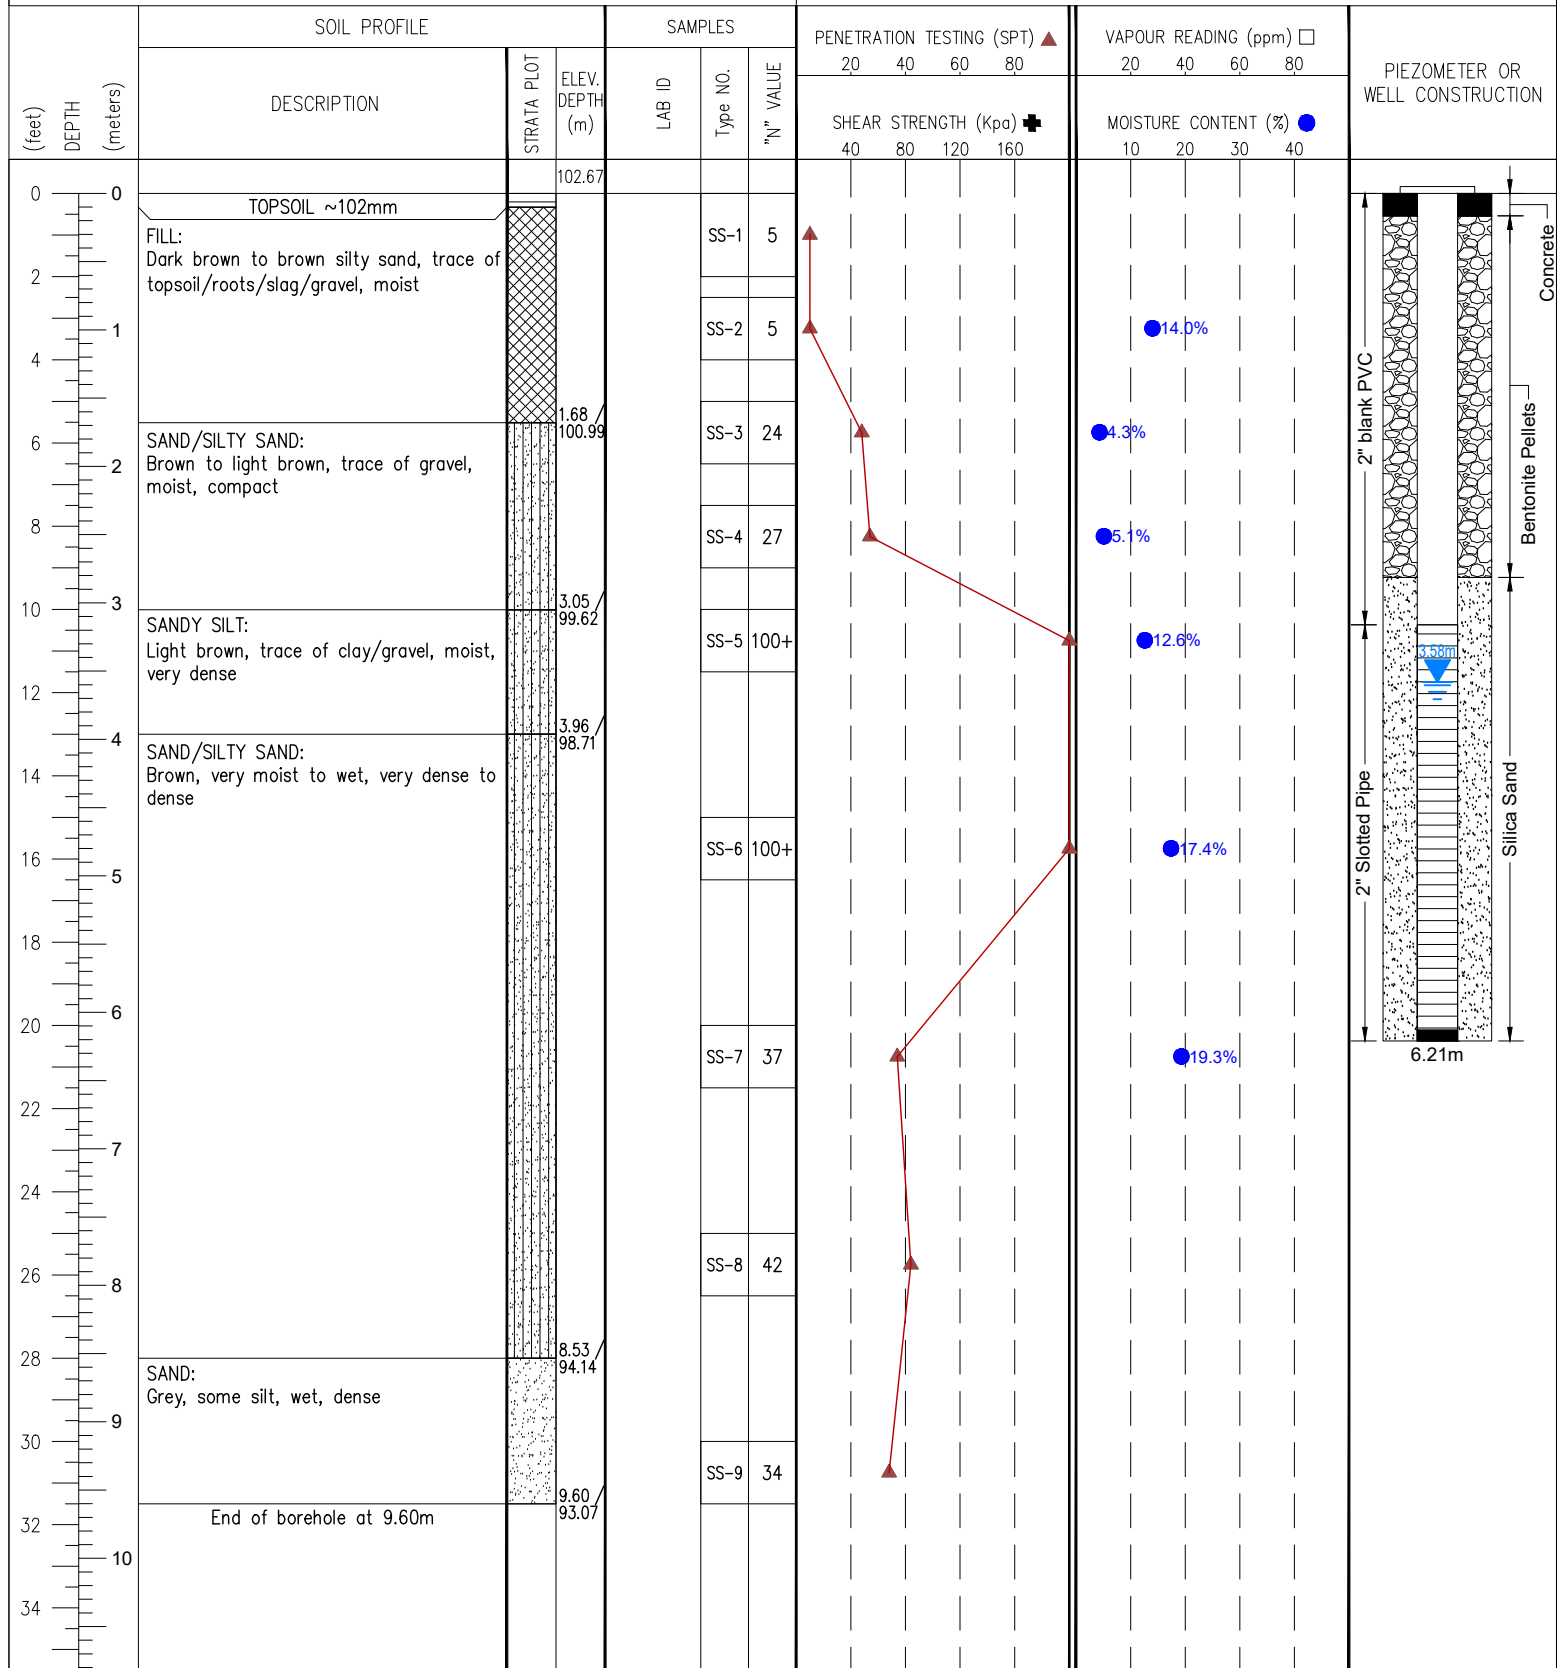 SOIL PROFILE
SAMPLES
PENETRATION TESTING (SPT)
20 40 60 80
SHEAR STRENGTH (Kpa)
40 80 120 160
VAPOUR READING (ppm)
20 40 60 80
MOISTURE CONTENT (%)
10 20 30 40
PIEZOMETER OR
WELL CONSTRUCTION
(feet)
DEPTH
(meters)
DESCRIPTION
STRATA PLOT
ELEV.
DEPTH
(m)
LAB ID
Type NO.
"N" VALUE
102.67
0 0
TOPSOIL ~102mm
FILL:
Dark brown to brown silty sand, trace of
topsoil/roots/slag/gravel, moist
SS-1 5
2
1
SS-2 5
14.0%
4
1.68
100.99
SAND/SILTY SAND:
Brown to light brown, trace of gravel,
moist, compact
SS-3 24
4.3%
6
2
8
SS-4 27
5.1%
10
3
3.05
99.62
SANDY SILT:
Light brown, trace of clay/gravel, moist,
very dense
SS-5 100+
12.6%
12
3.96
98.71
4
SAND/SILTY SAND:
Brown, very moist to wet, very dense to
dense
14
16
SS-6 100+
17.4%
5
18
6
20
SS-7 37
19.3%
22
7
24
SS-8 42
26
8
8.53
94.14
28
SAND:
Grey, some silt, wet, dense
9
30
SS-9 34
9.60
93.07
End of borehole at 9.60m
32
10
34
Concrete
2" blank PVC
Bentonite Pellets
3.58m
2" Slotted Pipe
Silica Sand
6.21m